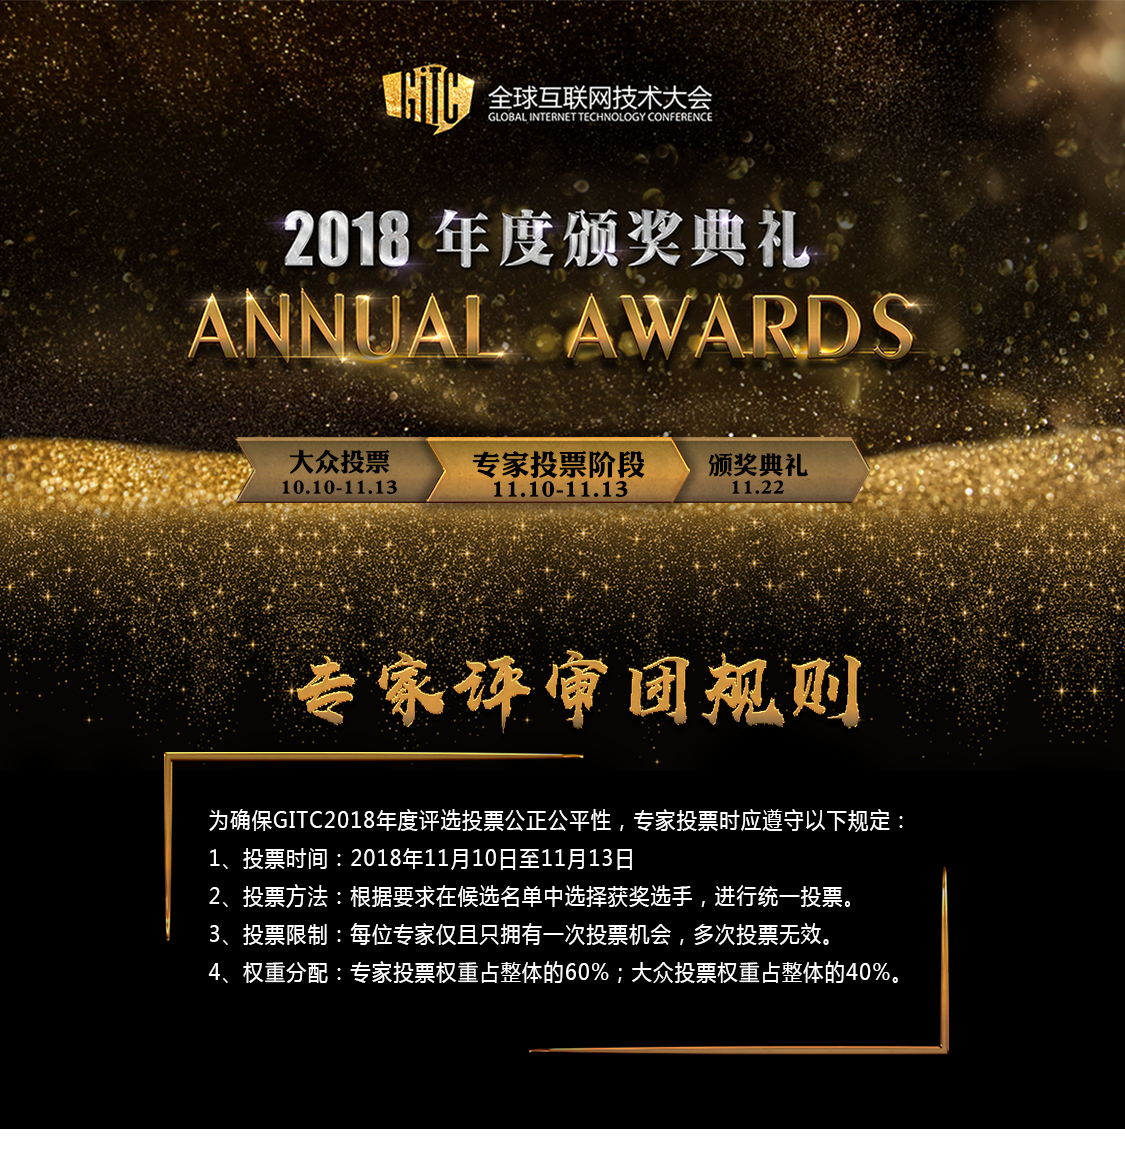 GiTC
全球互联网技术大会
GLOBAL INTERNET TECHNOLOGY CONFERENCE
2018 年度颁奖典礼
ANNUAL AWARDS
大众投票
10.10-11.13
专家投票阶段
11.10-11.13
颁奖典礼
11.22
专家评审团规则
为确保GITC2018年度评选投票公正公平性，专家投票时应遵守以下规定：
1、投票时间：2018年11月10日至11月13日
2、投票方法：根据要求在候选名单中选择获奖选手，进行统一投票。
3、投票限制：每位专家仅且只拥有一次投票机会，多次投票无效。
4、权重分配：专家投票权重占整体的60%；大众投票权重占整体的40%。